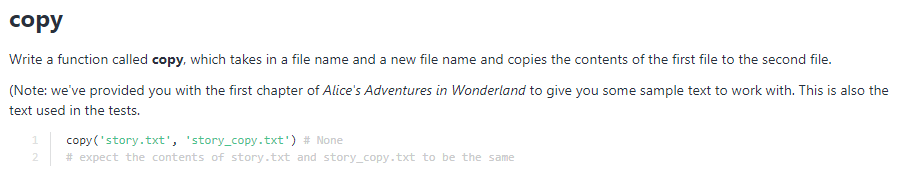 copy
Write a function called copy, which takes in a file name and a new file name and copies the contents of the first file to the second file.
(Note: we've provided you with the first chapter of Alice's Adventures in Wonderland to give you some sample text to work with. This is also the
text used in the tests.
1 copy('story.txt', 'story_copy.txt') # None
2 # expect the contents of story.txt and story_copy.txt to be the same